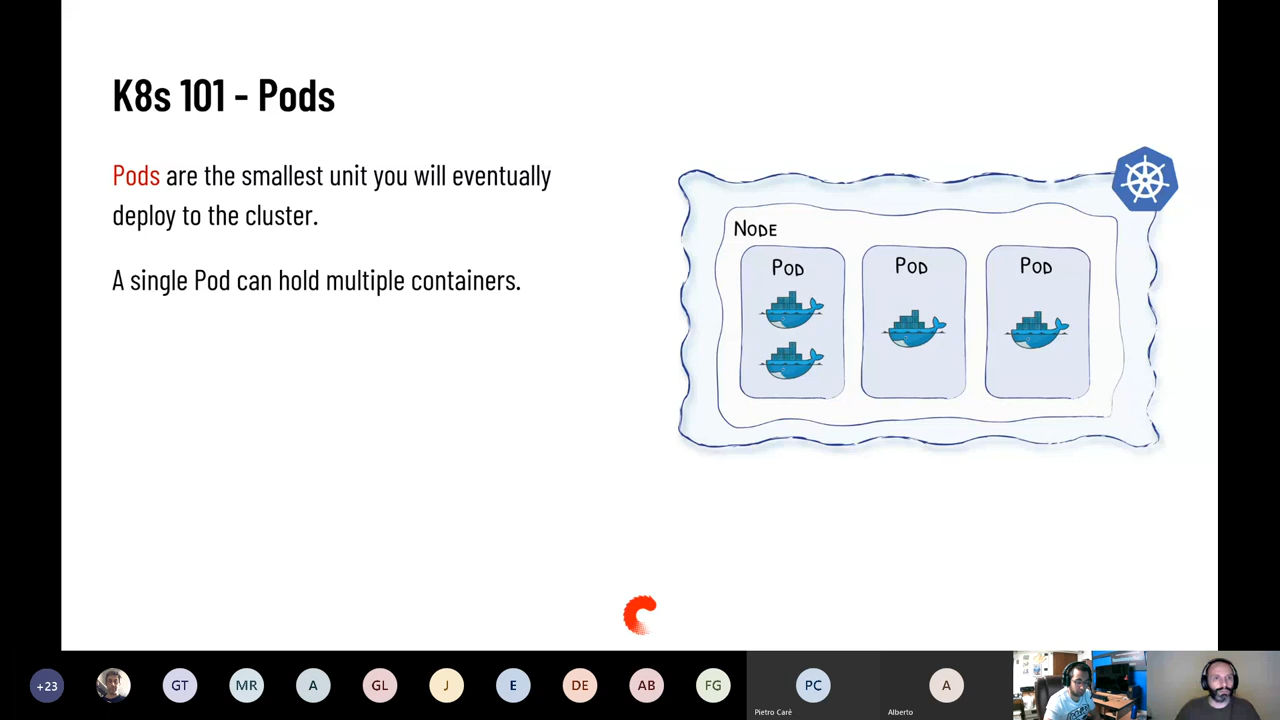 K8s 101 - Pods
Pods are the smallest unit you will eventually
deploy to the cluster.
A single Pod can hold multiple containers.
NODE
POD
POD
POD
+23
GT
MR
A
GL
J
E
DE
AB
FG
PC
Pietro Caré
A
Alberto